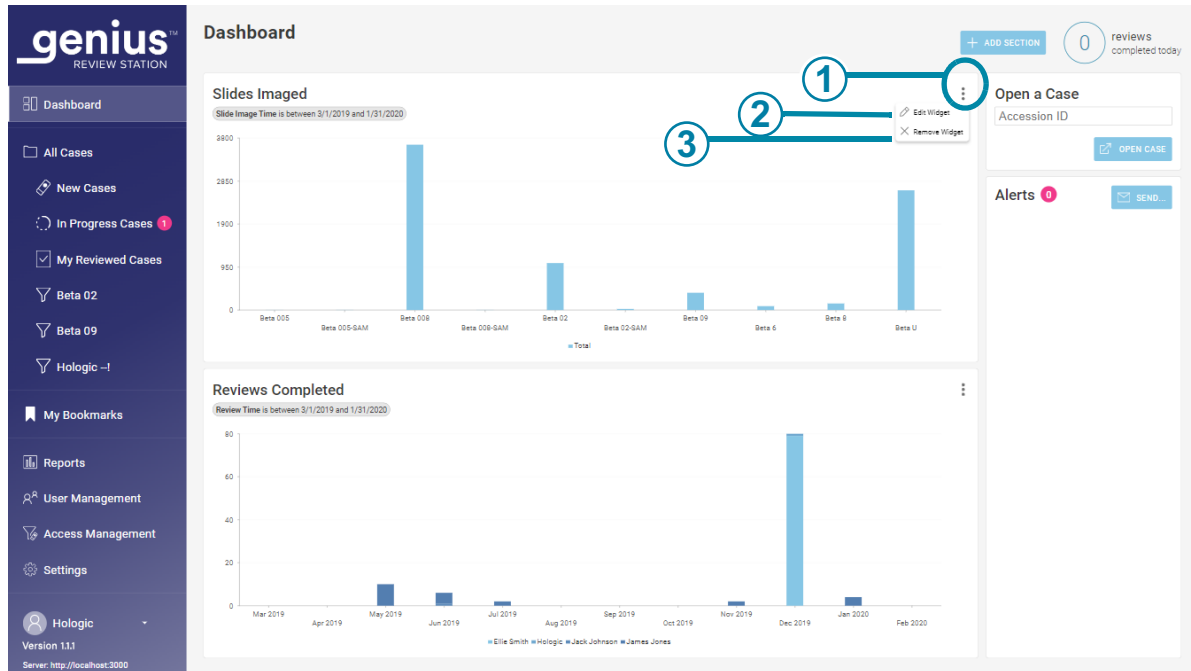 genius™
REVIEW STATION
Dashboard
All Cases
New Cases
In Progress Cases 1
My Reviewed Cases
Beta 02
Beta 09
Hologic --!
My Bookmarks
Reports
User Management
Access Management
Settings
Hologic
Version 1.1.1
Server: http://localhost:3000
Dashboard
+ ADD SECTION
0
reviews
completed today
1
2
3
Slides Imaged
Slide Image Time is between 3/1/2019 and 1/31/2020
Edit Widget
Remove Widget
3800
2850
1900
950
0
Beta 005
Beta 005-SAM
Beta 008
Beta 008-SAM
Beta 02
Beta 02-SAM
Beta 09
Beta 6
Beta 8
Beta U
Total
Reviews Completed
Review Time is between 3/1/2019 and 1/31/2020
80
60
40
20
0
Mar 2019
Apr 2019
May 2019
Jun 2019
Jul 2019
Aug 2019
Sep 2019
Oct 2019
Nov 2019
Dec 2019
Jan 2020
Feb 2020
Ellie Smith Hologic Jack Johnson James Jones
Open a Case
Accession ID
OPEN CASE
Alerts 0
SEND...